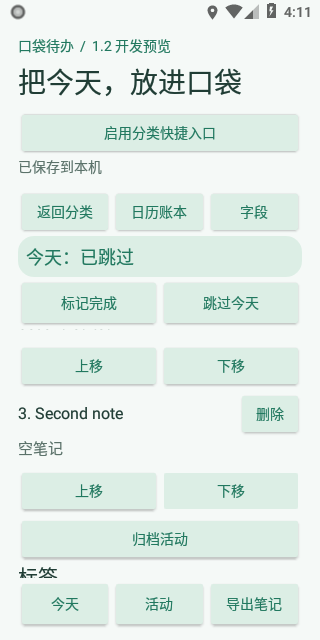 4:11
口袋待办 / 1.2 开发预览
把今天，放进口袋
启用分类快捷入口
已保存到本机
返回分类 日历账本 字段
今天：已跳过
标记完成 跳过今天
上移 下移
3. Second note 删除
空笔记
上移 下移
归档活动
标签
今天 活动 导出笔记